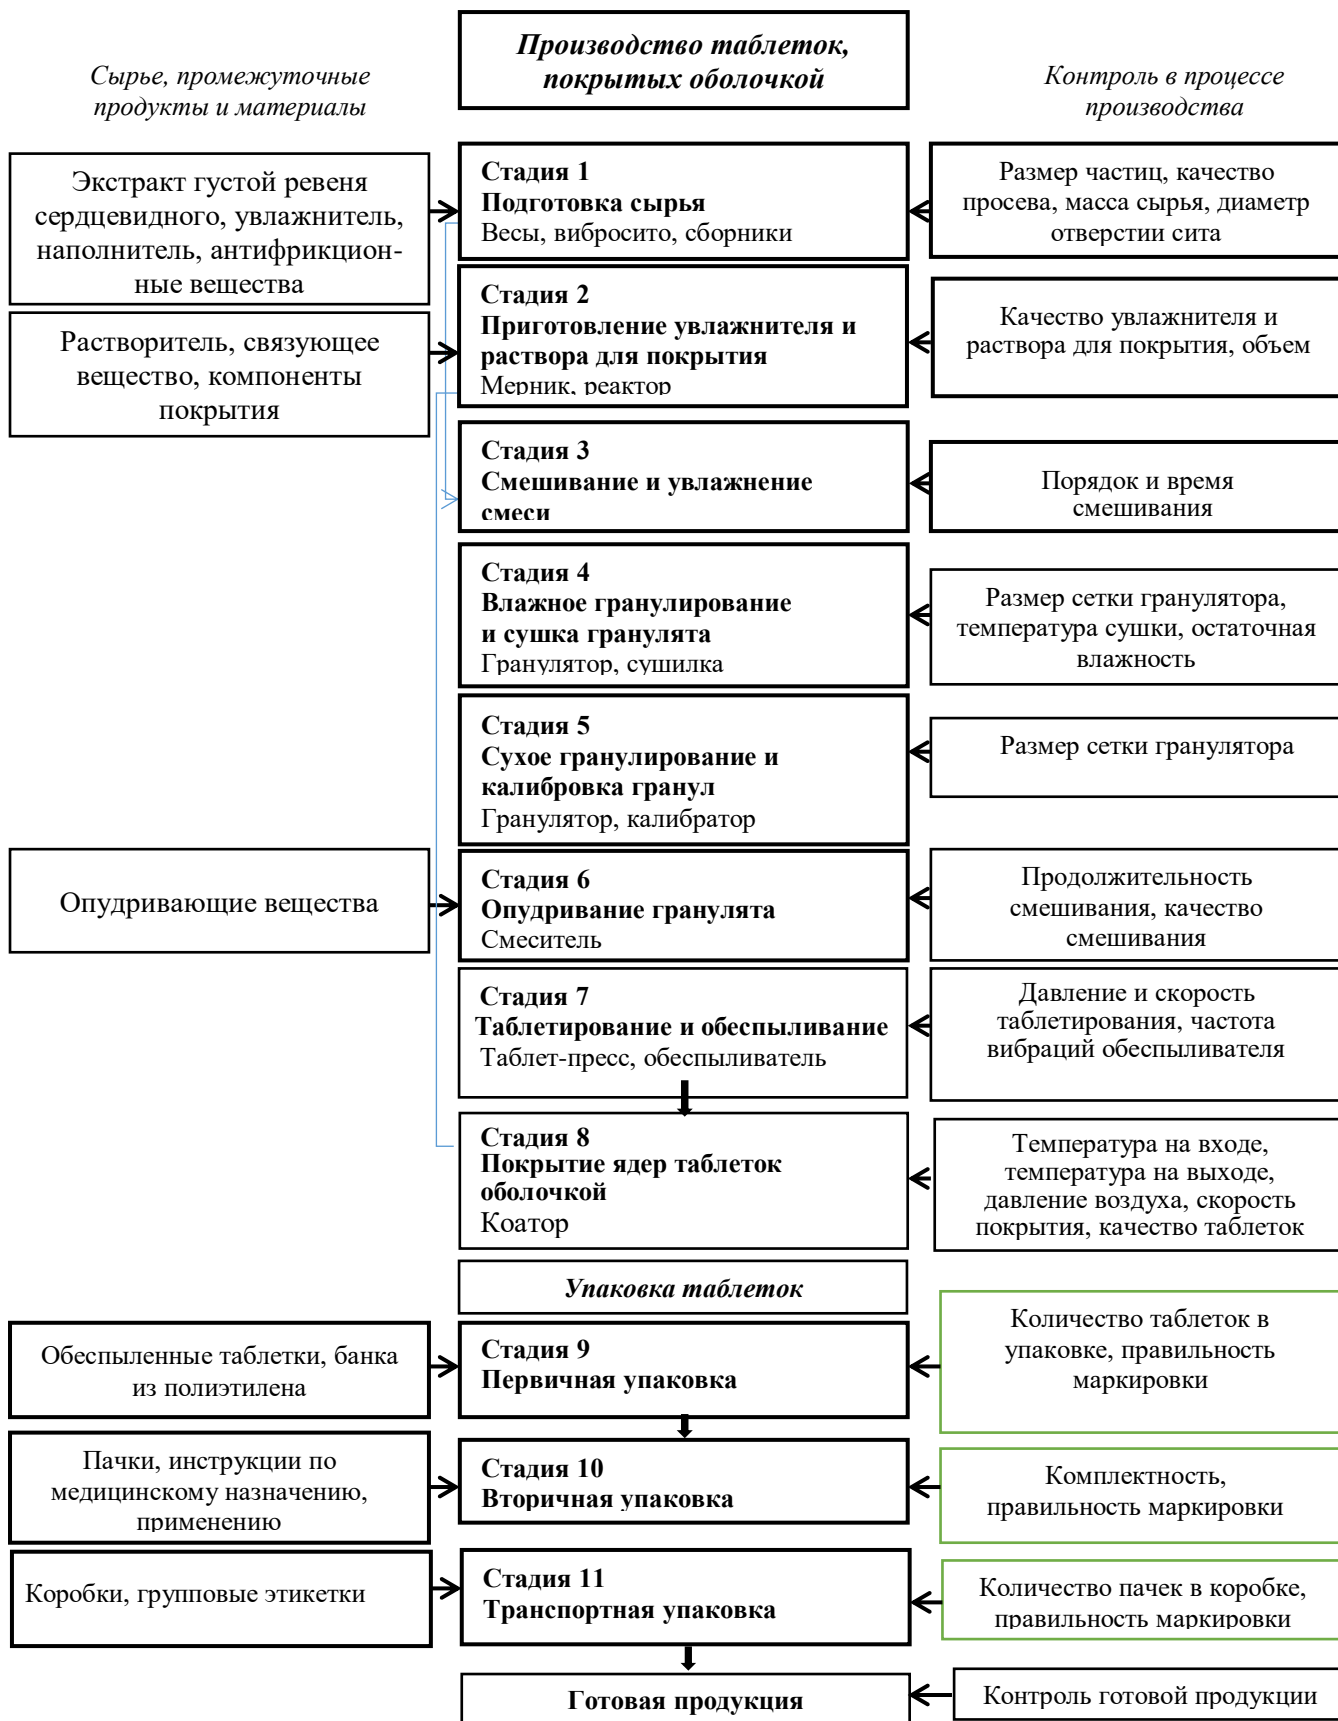 Производство таблеток,
покрытых оболочкой
Сырье, промежуточные
продукты и материалы
Контроль в процессе
производства
Экстракт густой ревеня
сердцевидного, увлажнитель,
наполнитель, антифрикцион-
ные вещества
Стадия 1
Подготовка сырья
Весы, вибросито, сборники
Размер частиц, качество
просева, масса сырья, диаметр
отверстии сита
Растворитель, связующее
вещество, компоненты
покрытия
Стадия 2
Приготовление увлажнителя и
раствора для покрытия
Мерник, реактор
Качество увлажнителя и
раствора для покрытия, объем
Стадия 3
Смешивание и увлажнение
смеси
Порядок и время
смешивания
Стадия 4
Влажное гранулирование
и сушка гранулята
Гранулятор, сушилка
Размер сетки гранулятора,
температура сушки, остаточная
влажность
Стадия 5
Сухое гранулирование и
калибровка гранул
Гранулятор, калибратор
Размер сетки гранулятора
Опудривающие вещества
Стадия 6
Опудривание гранулята
Смеситель
Продолжительность
смешивания, качество
смешивания
Стадия 7
Таблетирование и обеспыливание
Таблет-пресс, обеспыливатель
Давление и скорость
таблетирования, частота
вибраций обеспыливателя
Стадия 8
Покрытие ядер таблеток
оболочкой
Коатор
Температура на входе,
температура на выходе,
давление воздуха, скорость
покрытия, качество таблеток
Упаковка таблеток
Обеспыленные таблетки, банка
из полиэтилена
Стадия 9
Первичная упаковка
Количество таблеток в
упаковке, правильность
маркировки
Пачки, инструкции по
медицинскому назначению,
применению
Стадия 10
Вторичная упаковка
Комплектность,
правильность маркировки
Коробки, групповые этикетки
Стадия 11
Транспортная упаковка
Количество пачек в коробке,
правильность маркировки
Готовая продукция
Контроль готовой продукции